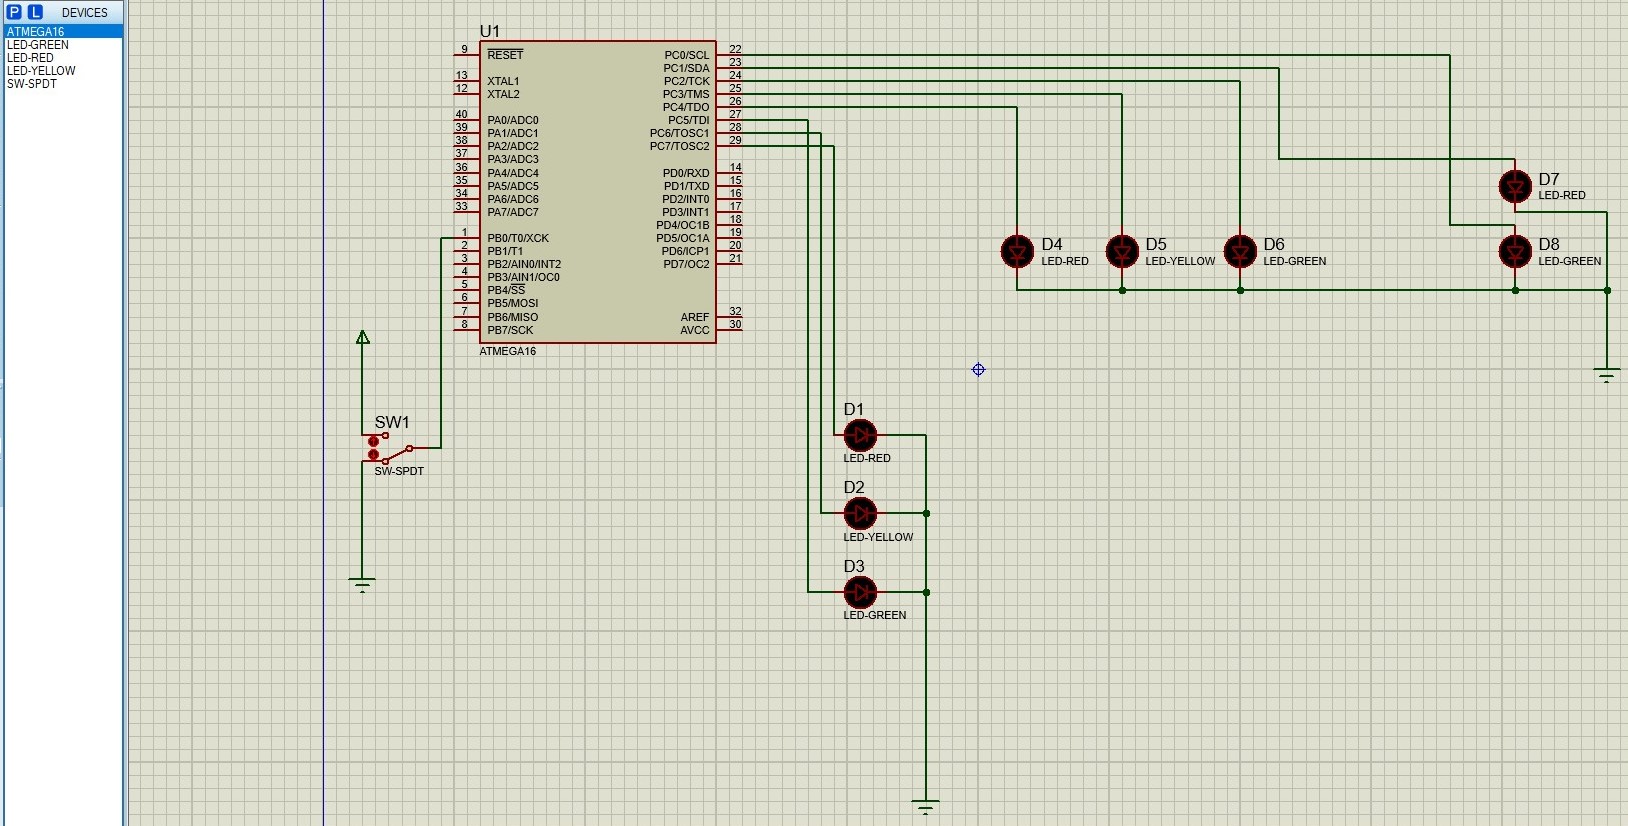 P L DEVICES
ATMEGA16
LED-GREEN
LED-RED
LED-YELLOW
SW-SPDT
U1
9 RESET
13 XTAL1
12 XTAL2
40 PA0/ADC0
39 PA1/ADC1
38 PA2/ADC2
37 PA3/ADC3
36 PA4/ADC4
35 PA5/ADC5
34 PA6/ADC6
33 PA7/ADC7
1 PB0/T0/XCK
2 PB1/T1
3 PB2/AIN0/INT2
4 PB3/AIN1/OC0
5 PB4/SS
6 PB5/MOSI
7 PB6/MISO
8 PB7/SCK
PC0/SCL 22
PC1/SDA 23
PC2/TCK 24
PC3/TMS 25
PC4/TDO 26
PC5/TDI 27
PC6/TOSC1 28
PC7/TOSC2 29
PD0/RXD 14
PD1/TXD 15
PD2/INT0 16
PD3/INT1 17
PD4/OC1B 18
PD5/OC1A 19
PD6/ICP1 20
PD7/OC2 21
AREF 32
AVCC 30
ATMEGA16
D7
LED-RED
D4
LED-RED
D5
LED-YELLOW
D6
LED-GREEN
D8
LED-GREEN
SW1
SW-SPDT
D1
LED-RED
D2
LED-YELLOW
D3
LED-GREEN